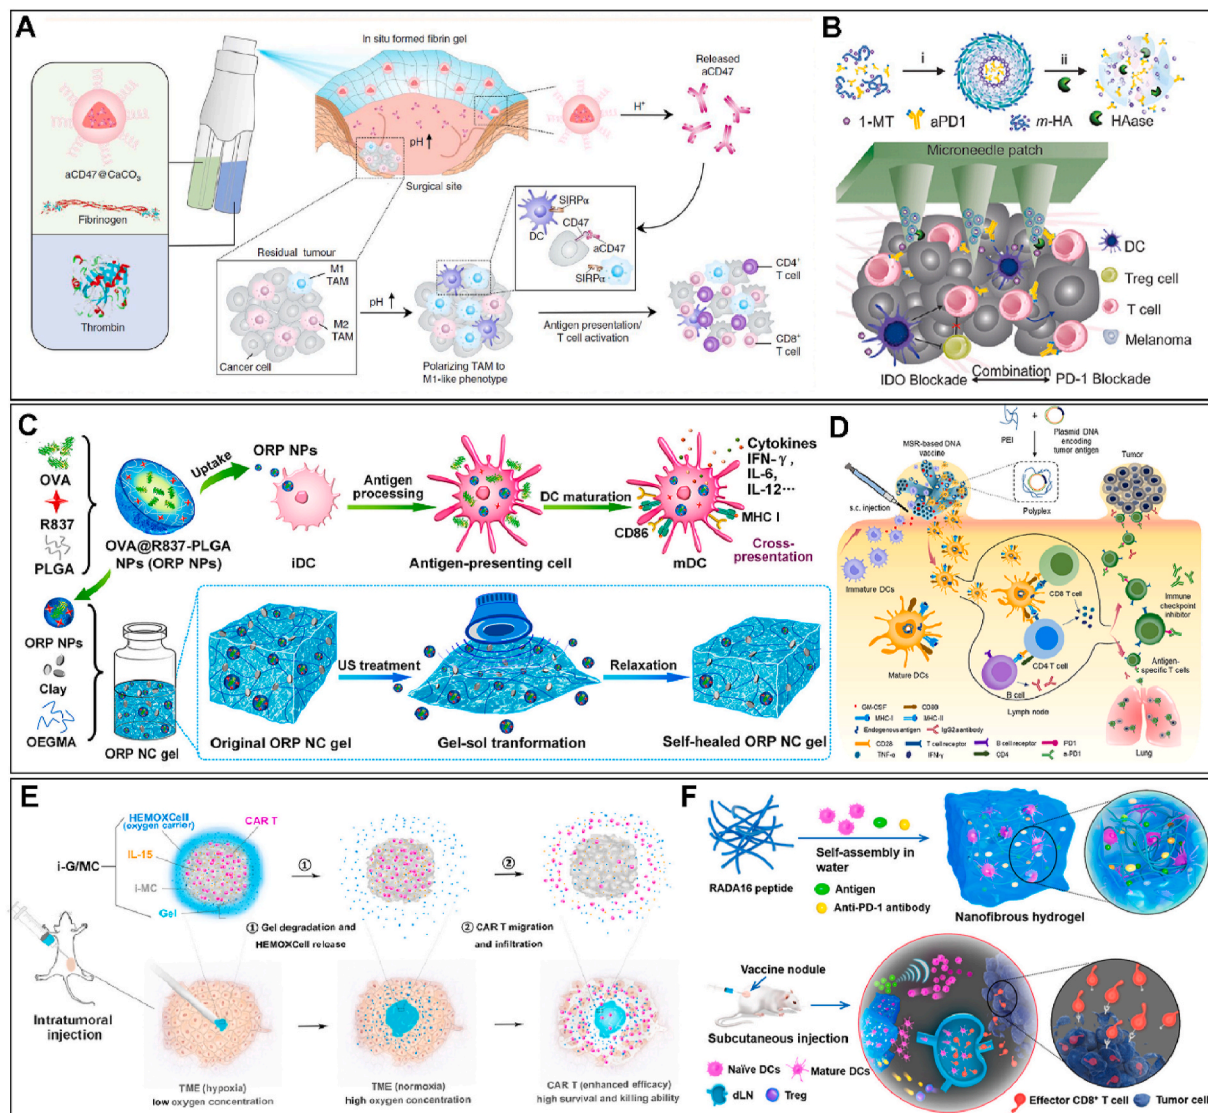 A
In situ formed fibrin gel
Released
aCD47
H⁺
pH ↑
Surgical site
aCD47@CaCO₃
Fibrinogen
Thrombin
SIRPα
DC
CD47
aCD47
SIRPα
Residual tumour
M1
TAM
M2
TAM
Cancer cell
pH ↑
Polarizing TAM to
M1-like phenotype
Antigen presentation/
T cell activation
CD4⁺
T cell
CD8⁺
T cell
B
i
ii
1-MT
aPD1
m-HA
HAase
Microneedle patch
DC
Treg cell
T cell
Melanoma
IDO Blockade
Combination
PD-1 Blockade
C
OVA
R837
PLGA
OVA@R837-PLGA
NPs (ORP NPs)
Uptake
ORP NPs
iDC
Antigen
processing
Antigen-presenting cell
DC maturation
Cytokines
IFN-γ,
IL-6,
IL-12···
CD86
MHC I
Cross-
presentation
mDC
ORP NPs
Clay
OEGMA
ORP NC gel
Original ORP NC gel
US treatment
Gel-sol tranformation
Relaxation
Self-healed ORP NC gel
D
MSR-based DNA
vaccine
s.c. injection
PEI
+
Plasmid DNA
encoding
tumor antigen
Polyplex
Tumor
Immature DCs
Mature DCs
CD8 T cell
CD4 T cell
B cell
Lymph node
Immune
checkpoint
inhibitor
Antigen-
specific T cells
Lung
GM-CSF
CD80
MHC-I
MHC-II
Endogenous antigen
IgG2a antibody
CD28
T cell receptor
B cell receptor
PD1
TNF-α
IFN-γ
CD4
α-PD1
E
HEMOXCell
(oxygen carrier)
CAR T
IL-15
i-G/MC
i-MC
Gel
①
②
① Gel degradation and
HEMOXCell release
② CAR T migration
and infiltration
Intratumoral
injection
TME (hypoxia)
low oxygen concentration
TME (normoxia)
high oxygen concentration
CAR T (enhanced efficacy)
high survival and killing ability
F
RADA16 peptide
Self-assembly in
water
Antigen
Anti-PD-1 antibody
Nanofibrous hydrogel
Vaccine nodule
Subcutaneous injection
Naïve DCs
Mature DCs
dLN
Treg
Effector CD8⁺ T cell
Tumor cell